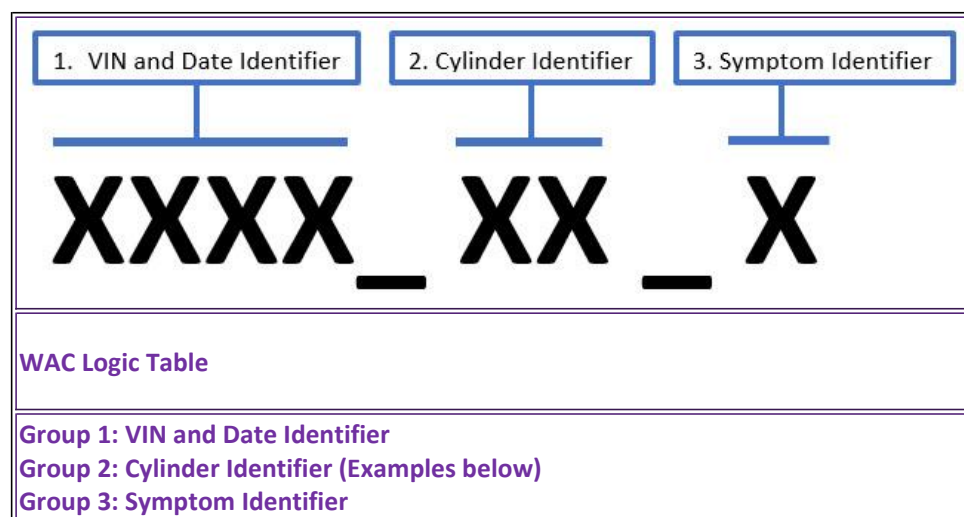 1. VIN and Date Identifier 2. Cylinder Identifier 3. Symptom Identifier
XXXX_ XX _ X
WAC Logic Table
Group 1: VIN and Date Identifier
Group 2: Cylinder Identifier (Examples below)
Group 3: Symptom Identifier